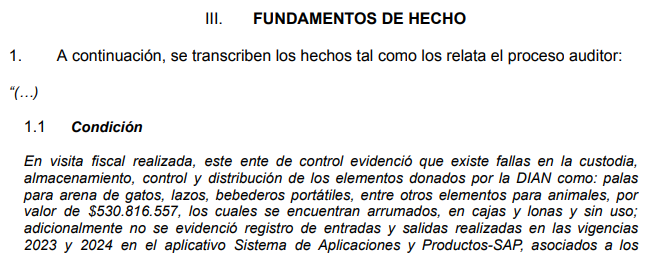 III. FUNDAMENTOS DE HECHO
1. A continuación, se transcriben los hechos tal como los relata el proceso auditor:
“(…)
1.1 Condición
En visita fiscal realizada, este ente de control evidenció que existe fallas en la custodia,
almacenamiento, control y distribución de los elementos donados por la DIAN como: palas
para arena de gatos, lazos, bebederos portátiles, entre otros elementos para animales, por
valor de $530.816.557, los cuales se encuentran arrumados, en cajas y lonas y sin uso;
adicionalmente no se evidenció registro de entradas y salidas realizadas en las vigencias
2023 y 2024 en el aplicativo Sistema de Aplicaciones y Productos-SAP, asociados a los